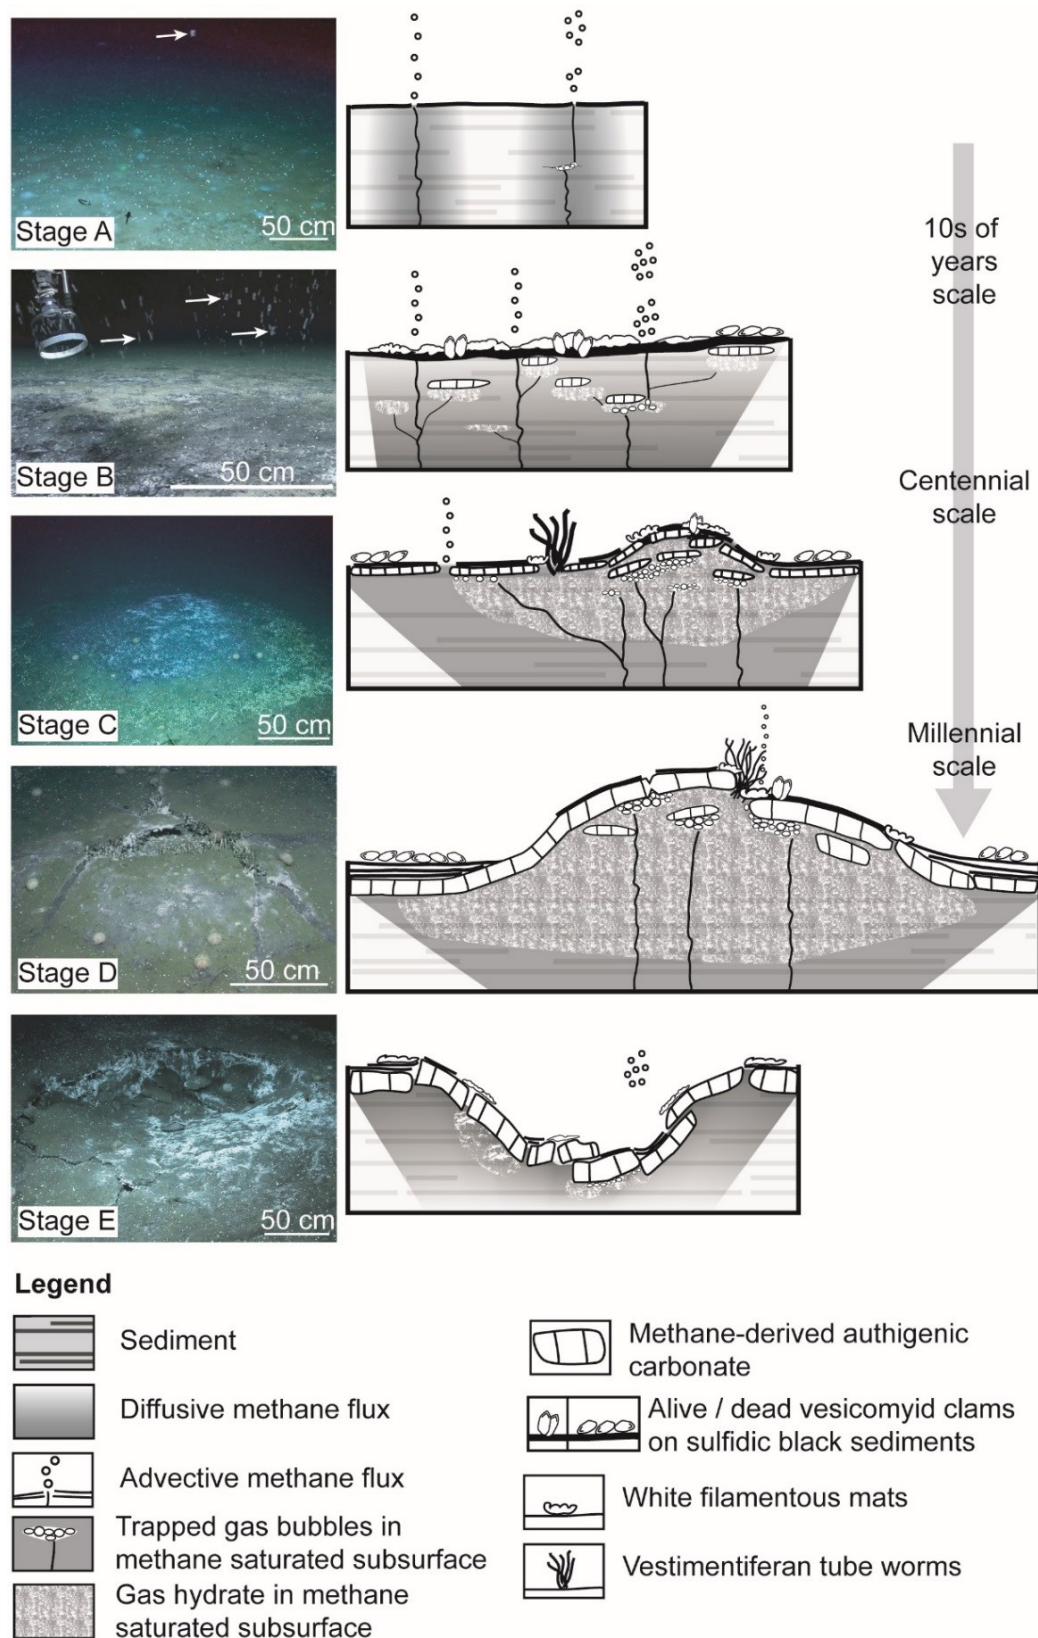 Stage A
50 cm
10s of
years
scale
Stage B
50 cm
Centennial
scale
Stage C
50 cm
Millennial
scale
Stage D
50 cm
Stage E
50 cm
Legend
Sediment
Diffusive methane flux
Advective methane flux
Trapped gas bubbles in
methane saturated subsurface
Gas hydrate in methane
saturated subsurface
Methane-derived authigenic
carbonate
Alive / dead vesicomyid clams
on sulfidic black sediments
White filamentous mats
Vestimentiferan tube worms